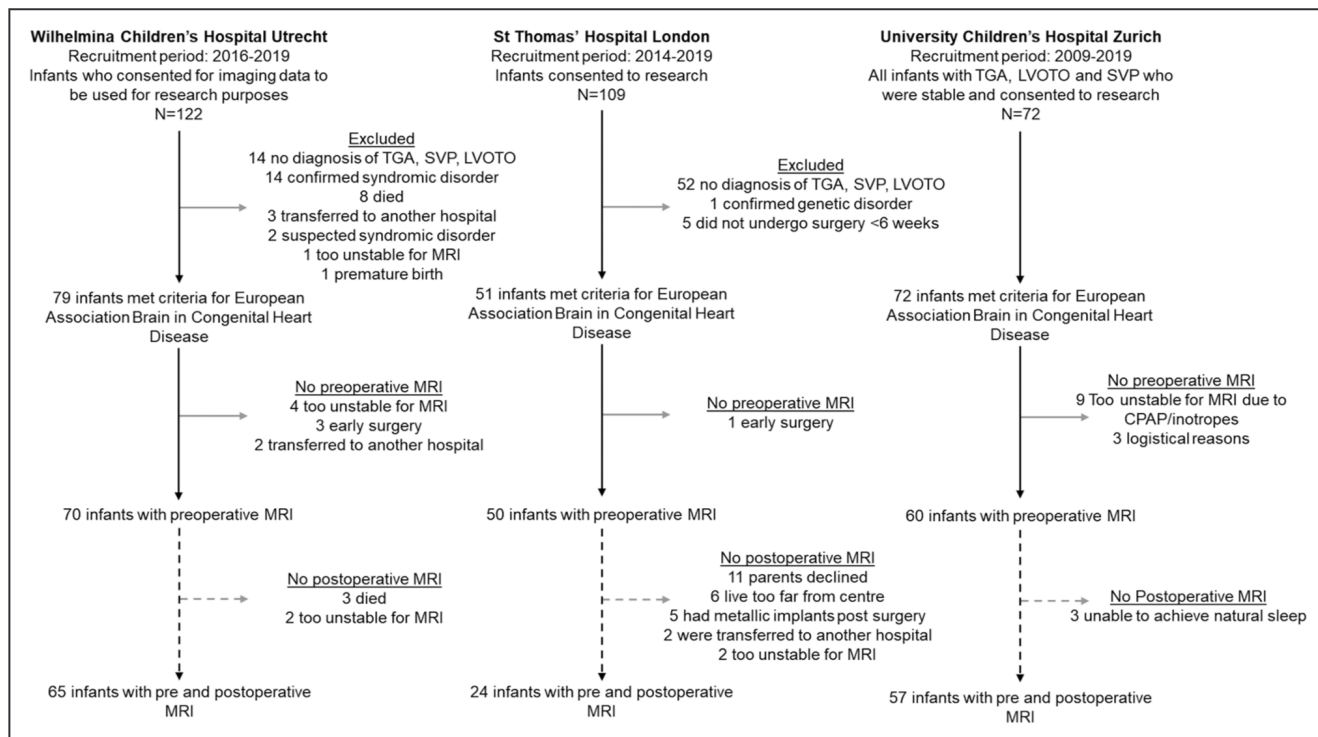 Wilhelmina Children's Hospital Utrecht
Recruitment period: 2016-2019
Infants who consented for imaging data to
be used for research purposes
N=122
Excluded
14 no diagnosis of TGA, SVP, LVOTO
14 confirmed syndromic disorder
8 died
3 transferred to another hospital
2 suspected syndromic disorder
1 too unstable for MRI
1 premature birth
79 infants met criteria for European
Association Brain in Congenital Heart
Disease
No preoperative MRI
4 too unstable for MRI
3 early surgery
2 transferred to another hospital
70 infants with preoperative MRI
No postoperative MRI
3 died
2 too unstable for MRI
65 infants with pre and postoperative
MRI
St Thomas' Hospital London
Recruitment period: 2014-2019
Infants consented to research
N=109
Excluded
52 no diagnosis of TGA, SVP, LVOTO
1 confirmed genetic disorder
5 did not undergo surgery <6 weeks
51 infants met criteria for European
Association Brain in Congenital Heart
Disease
No preoperative MRI
1 early surgery
50 infants with preoperative MRI
No postoperative MRI
11 parents declined
6 live too far from centre
5 had metallic implants post surgery
2 were transferred to another hospital
2 too unstable for MRI
24 infants with pre and postoperative
MRI
University Children's Hospital Zurich
Recruitment period: 2009-2019
All infants with TGA, LVOTO and SVP who
were stable and consented to research
N=72
72 infants met criteria for European
Association Brain in Congenital Heart
Disease
No preoperative MRI
9 Too unstable for MRI due to
CPAP/inotropes
3 logistical reasons
60 infants with preoperative MRI
No Postoperative MRI
3 unable to achieve natural sleep
57 infants with pre and postoperative
MRI